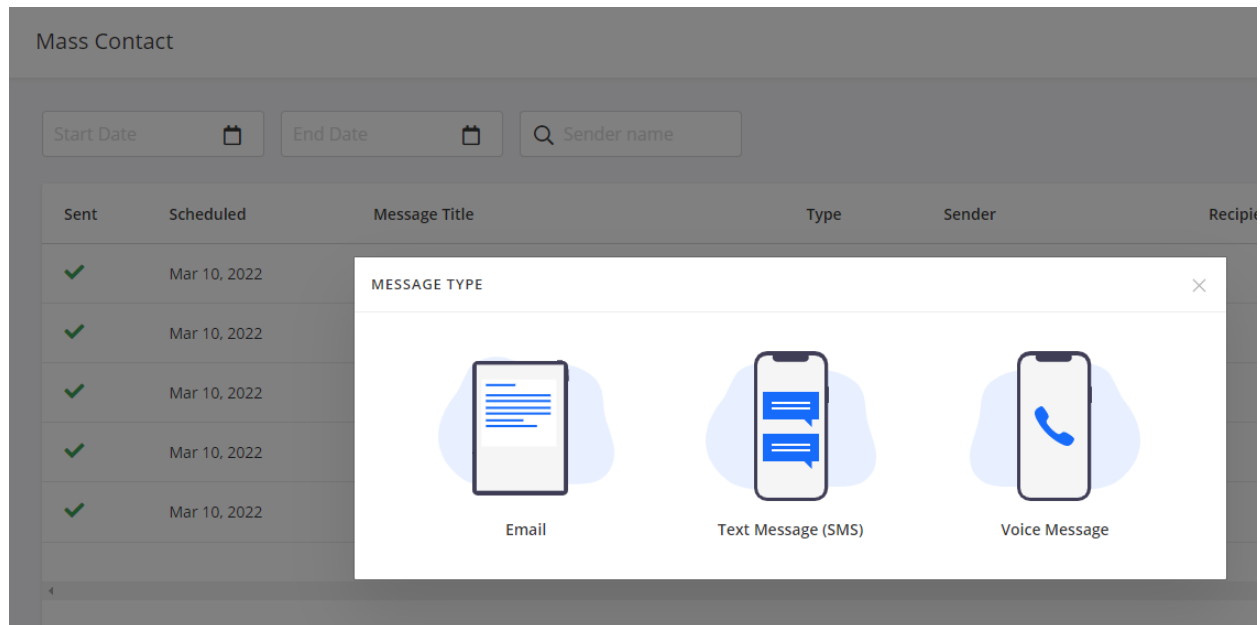 Mass Contact
Start Date End Date Sender name
Sent Scheduled Message Title Type Sender
Mar 10, 2022
MESSAGE TYPE
Mar 10, 2022
Mar 10, 2022
Mar 10, 2022
Mar 10, 2022
Email Text Message (SMS) Voice Message